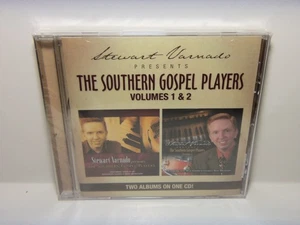 Stewart Varnado
PRESENTS
THE SOUTHERN GOSPEL PLAYERS
VOLUMES 1 & 2
Stewart Varnado
TWO ALBUMS ON ONE CD!